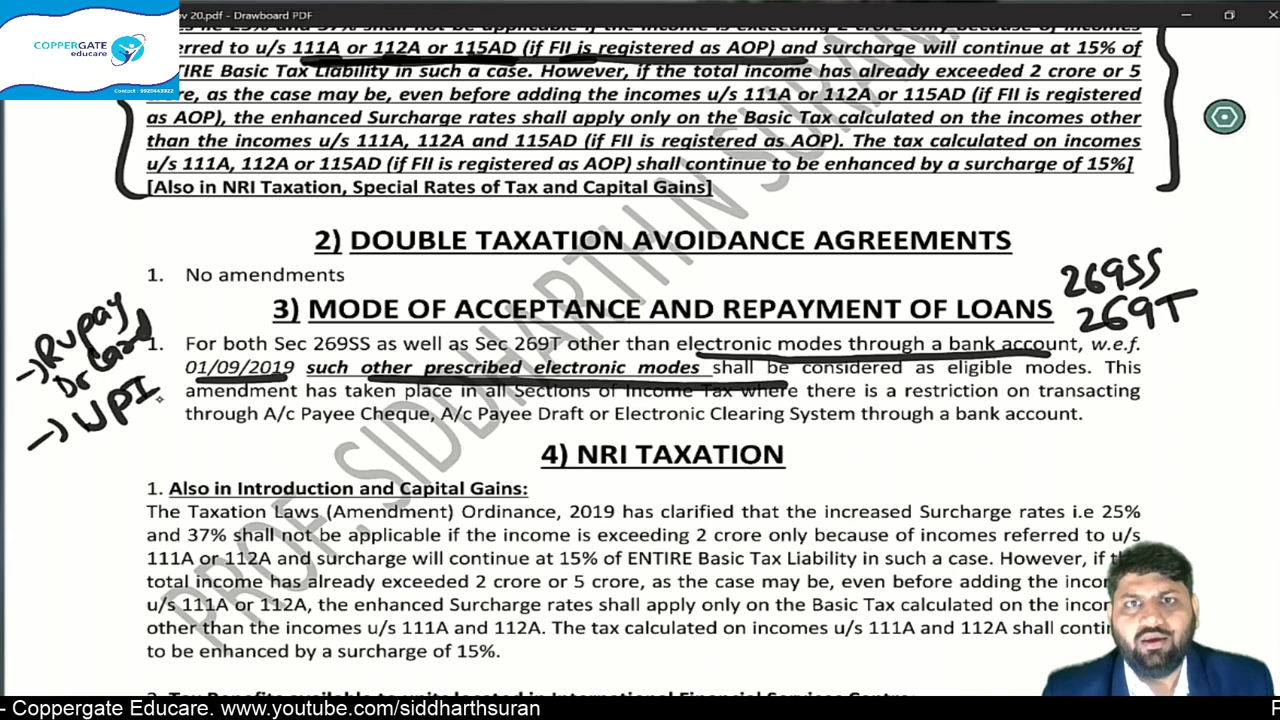 ov 20.pdf - Drawboard PDF
COPPERGATE
educare
Contact : 9920440922
erred to u/s 111A or 112A or 115AD (if FII is registered as AOP) and surcharge will continue at 15% of
TIRE Basic Tax Liability in such a case. However, if the total income has already exceeded 2 crore or 5
as the case may be, even before adding the incomes u/s 111A or 112A or 115AD (if FII is registered
as AOP), the enhanced Surcharge rates shall apply only on the Basic Tax calculated on the incomes other
than the incomes u/s 111A, 112A and 115AD (if FII is registered as AOP). The tax calculated on incomes
u/s 111A, 112A or 115AD (if FII is registered as AOP) shall continue to be enhanced by a surcharge of 15%]
[Also in NRI Taxation, Special Rates of Tax and Capital Gains]
2) DOUBLE TAXATION AVOIDANCE AGREEMENTS
1. No amendments
269SS
269T
3) MODE OF ACCEPTANCE AND REPAYMENT OF LOANS
→ Rupay
Dr Card
→ UPI
1. For both Sec 269SS as well as Sec 269T other than electronic modes through a bank account, w.e.f.
01/09/2019 such other prescribed electronic modes shall be considered as eligible modes. This
amendment has taken place in all Sections of Income Tax where there is a restriction on transacting
through A/c Payee Cheque, A/c Payee Draft or Electronic Clearing System through a bank account.
4) NRI TAXATION
1. Also in Introduction and Capital Gains:
The Taxation Laws (Amendment) Ordinance, 2019 has clarified that the increased Surcharge rates i.e 25%
and 37% shall not be applicable if the income is exceeding 2 crore only because of incomes referred to u/s
111A or 112A and surcharge will continue at 15% of ENTIRE Basic Tax Liability in such a case. However, if
total income has already exceeded 2 crore or 5 crore, as the case may be, even before adding the incom
u/s 111A or 112A, the enhanced Surcharge rates shall apply only on the Basic Tax calculated on the incom
other than the incomes u/s 111A and 112A. The tax calculated on incomes u/s 111A and 112A shall contin
to be enhanced by a surcharge of 15%.
PROF. SIDDHARTH N SURAN
- Coppergate Educare. www.youtube.com/siddharthsuran